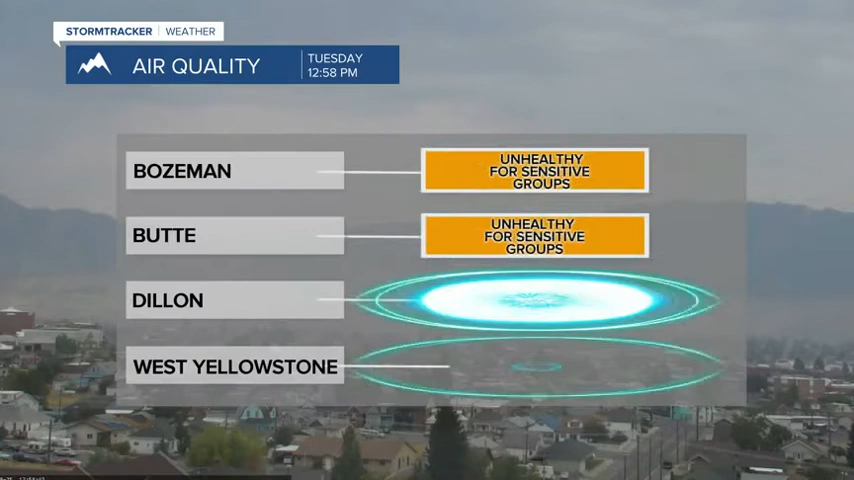 STORMTRACKER WEATHER
AIR QUALITY
TUESDAY
12:58 PM
BOZEMAN
UNHEALTHY
FOR SENSITIVE
GROUPS
BUTTE
UNHEALTHY
FOR SENSITIVE
GROUPS
DILLON
WEST YELLOWSTONE